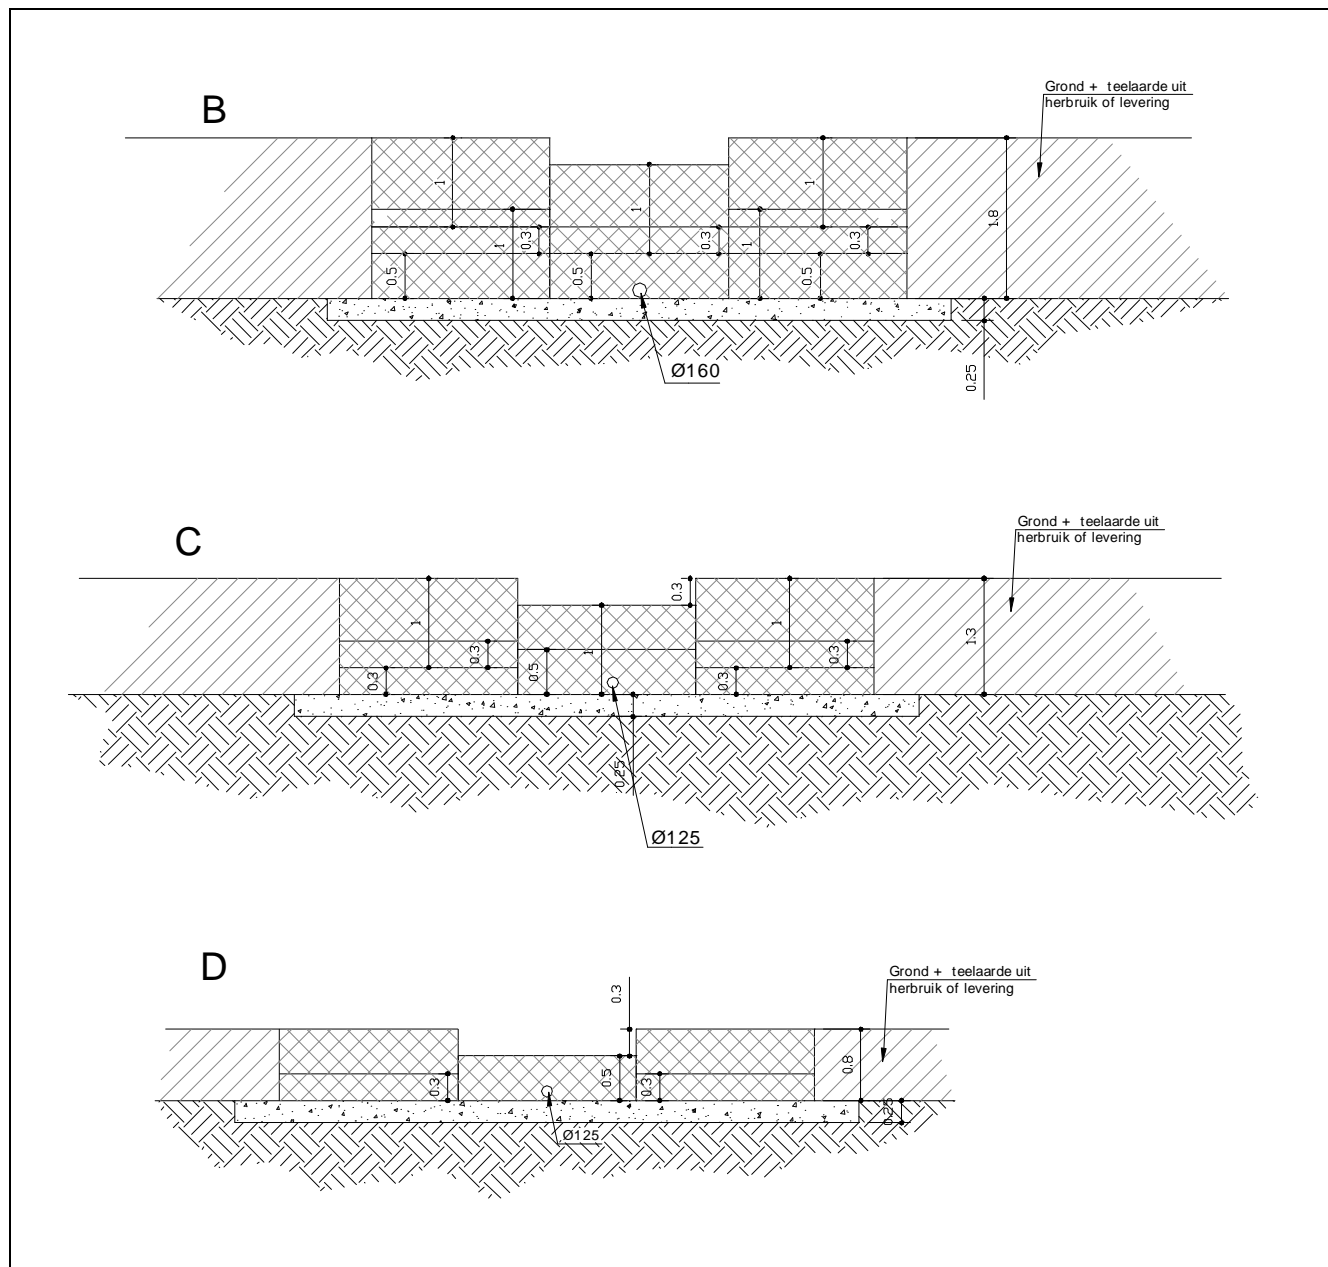 B
Grond + teelaarde uit
herbruik of levering
1
1
1
1.8
1
0.3
0.3
1
0.3
0.5
0.5
0.5
0.25
Ø160
C
Grond + teelaarde uit
herbruik of levering
0.3
1
1
1
1.3
0.3
0.3
0.3
0.5
0.3
0.25
Ø125
D
Grond + teelaarde uit
herbruik of levering
0.3
0.8
0.3
0.5
0.3
0.25
Ø125